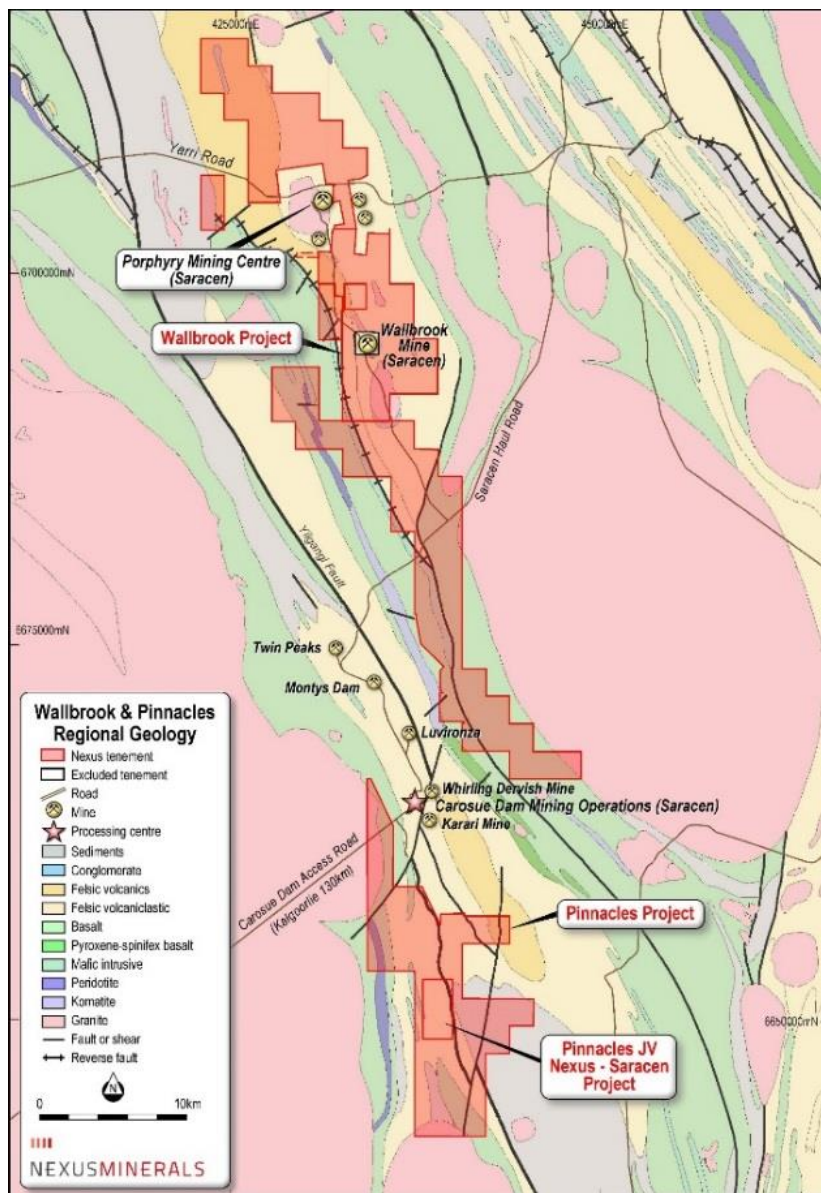 425000mE
450000mE
Yarri Road
Porphyry Mining Centre
(Saracen)
6700000mN
Wallbrook Project
Wallbrook
Mine
(Saracen)
Saracen Haul Road
Yilgangi Fault
6675000mN
Twin Peaks
Montys Dam
Luvironza
Whirling Dervish Mine
Carosue Dam Mining Operations (Saracen)
Karari Mine
Carosue Dam Access Road
(Kalgoorlie 130km)
Pinnacles Project
6650000mN
Pinnacles JV
Nexus - Saracen
Project
Wallbrook & Pinnacles
Regional Geology
Nexus tenement
Excluded tenement
Road
Mine
Processing centre
Sediments
Conglomerate
Felsic volcanics
Felsic volcaniclastic
Basalt
Pyroxene-spinifex basalt
Mafic intrusive
Peridotite
Komatite
Granite
Fault or shear
Reverse fault
N
0 10km
NEXUSMINERALS